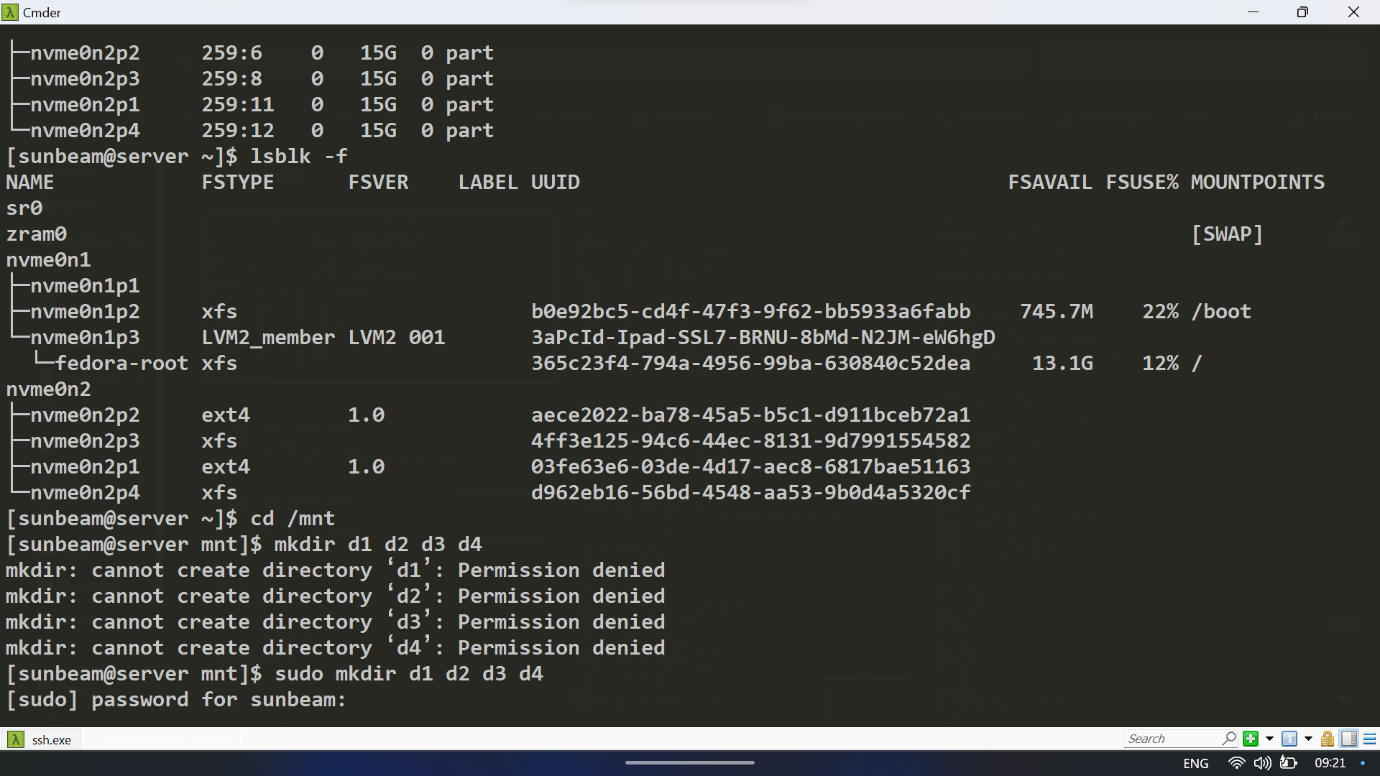 Cmder
├─nvme0n2p2     259:6    0   15G  0 part
├─nvme0n2p3     259:8    0   15G  0 part
├─nvme0n2p1     259:11   0   15G  0 part
└─nvme0n2p4     259:12   0   15G  0 part
[sunbeam@server ~]$ lsblk -f
NAME            FSTYPE      FSVER    LABEL UUID                                   FSAVAIL FSUSE% MOUNTPOINTS
sr0
zram0                                                                                            [SWAP]
nvme0n1
├─nvme0n1p1
├─nvme0n1p2     xfs                        b0e92bc5-cd4f-47f3-9f62-bb5933a6fabb    745.7M    22% /boot
└─nvme0n1p3     LVM2_member LVM2 001       3aPcId-Ipad-SSL7-BRNU-8bMd-N2JM-eW6hgD
  └─fedora-root xfs                        365c23f4-794a-4956-99ba-630840c52dea     13.1G    12% /
nvme0n2
├─nvme0n2p2     ext4        1.0            aece2022-ba78-45a5-b5c1-d911bceb72a1
├─nvme0n2p3     xfs                        4ff3e125-94c6-44ec-8131-9d7991554582
├─nvme0n2p1     ext4        1.0            03fe63e6-03de-4d17-aec8-6817bae51163
└─nvme0n2p4     xfs                        d962eb16-56bd-4548-aa53-9b0d4a5320cf
[sunbeam@server ~]$ cd /mnt
[sunbeam@server mnt]$ mkdir d1 d2 d3 d4
mkdir: cannot create directory ‘d1’: Permission denied
mkdir: cannot create directory ‘d2’: Permission denied
mkdir: cannot create directory ‘d3’: Permission denied
mkdir: cannot create directory ‘d4’: Permission denied
[sunbeam@server mnt]$ sudo mkdir d1 d2 d3 d4
[sudo] password for sunbeam:
ssh.exe Search
ENG 09:21